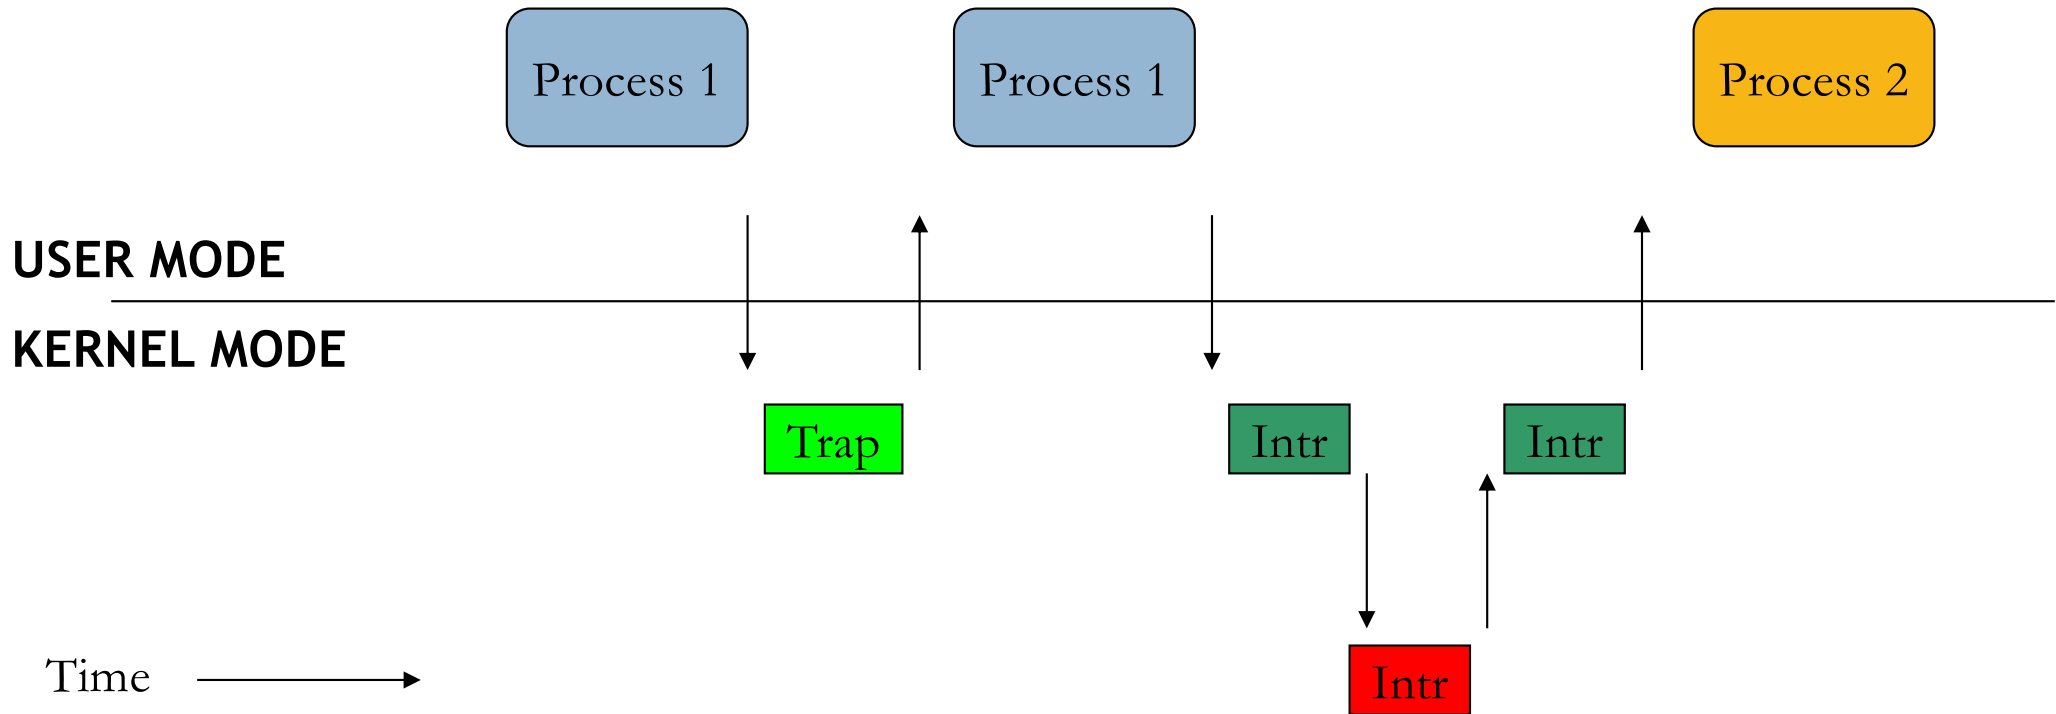 Process 1
Process 1
Process 2
USER MODE
KERNEL MODE
Trap
Intr
Intr
Time
Intr